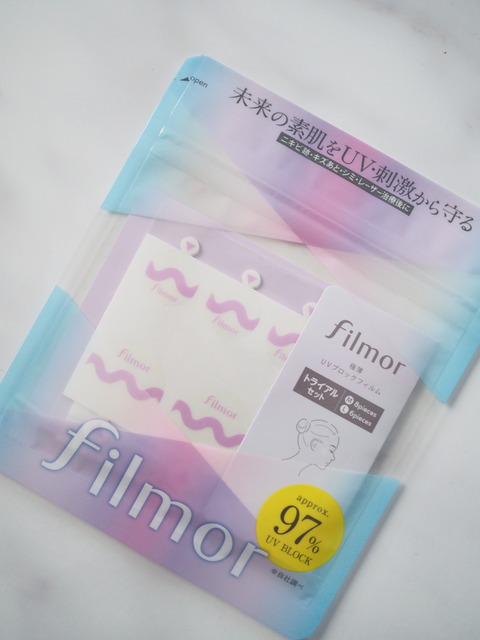 open
未来の素肌をUV・刺激から守る
ニキビ跡・キズあと・シミ・レーザー治療後に
filmor
filmor
filmor
filmor
filmor
極薄
UVブロックフィルム
トライアル
セット
M 8pieces
L 6pieces
filmor
approx.
97%
UV BLOCK
※自社調べ